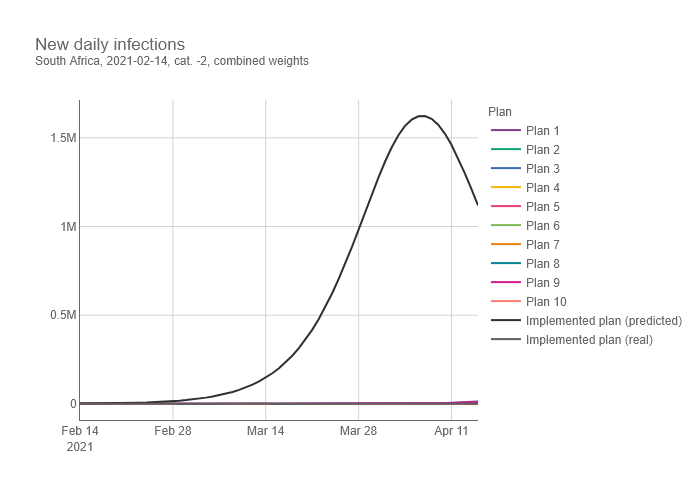 New daily infections
South Africa, 2021-02-14, cat. -2, combined weights
Plan
Plan 1
Plan 2
Plan 3
Plan 4
Plan 5
Plan 6
Plan 7
Plan 8
Plan 9
Plan 10
Implemented plan (predicted)
Implemented plan (real)
1.5M
1M
0.5M
0
Feb 14 Feb 28 Mar 14 Mar 28 Apr 11
2021